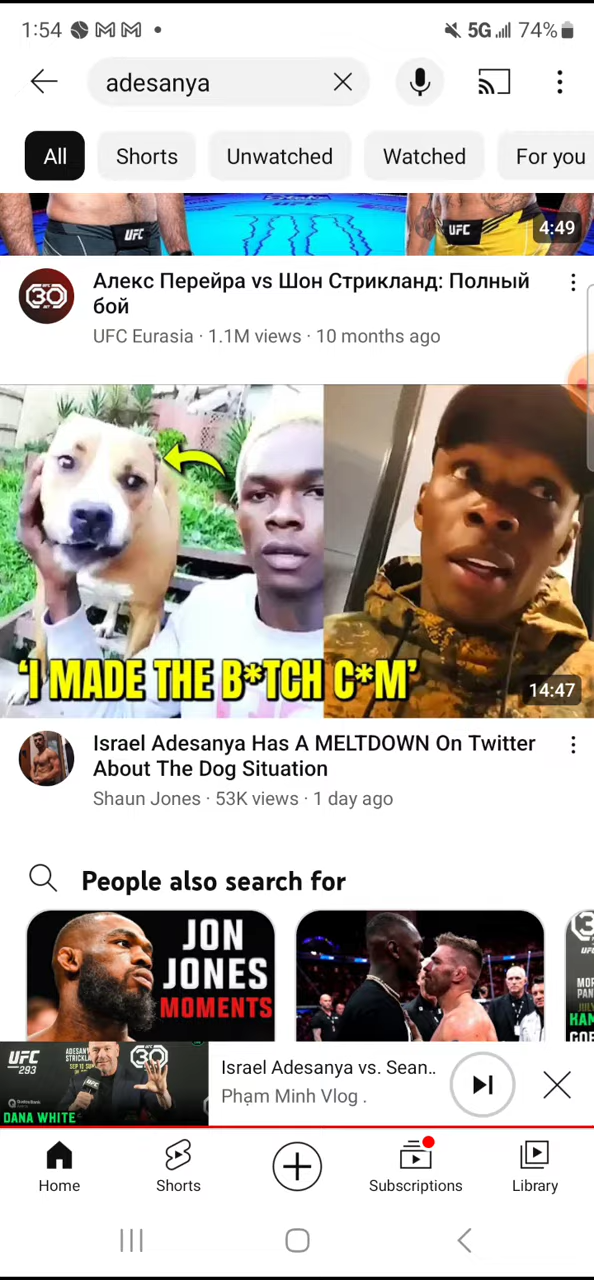 1:54
5G
74%
adesanya
All
Shorts
Unwatched
Watched
For you
UFC
UFC
4:49
Алекс Перейра vs Шон Стрикланд: Полный
бой
UFC Eurasia · 1.1M views · 10 months ago
'I MADE THE B*TCH C*M'
14:47
Israel Adesanya Has A MELTDOWN On Twitter
About The Dog Situation
Shaun Jones · 53K views · 1 day ago
People also search for
JON
JONES
MOMENTS
UFC
293
DANA WHITE
Israel Adesanya vs. Sean..
Phạm Minh Vlog .
Home
Shorts
Subscriptions
Library